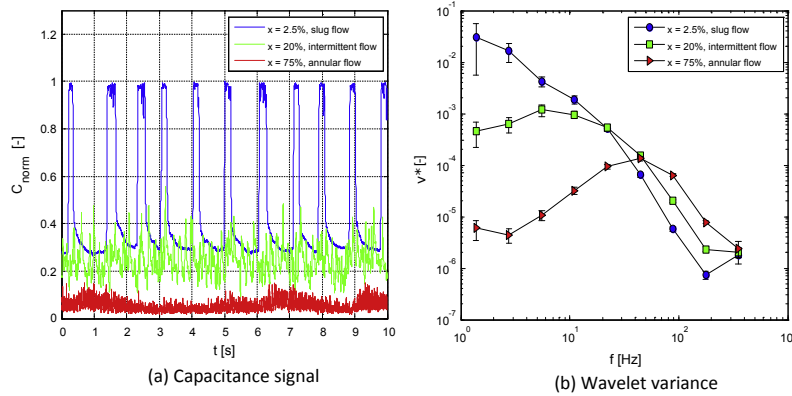 x = 2.5%, slug flow
x = 20%, intermittent flow
x = 75%, annular flow
1.2
1
0.8
0.6
0.4
0.2
0
C norm [-]
0 1 2 3 4 5 6 7 8 9 10
t [s]
(a) Capacitance signal
x = 2.5%, slug flow
x = 20%, intermittent flow
x = 75%, annular flow
10^-1
10^-2
10^-3
10^-4
10^-5
10^-6
10^-7
v* [-]
10^0 10^1 10^2 10^3
f [Hz]
(b) Wavelet variance